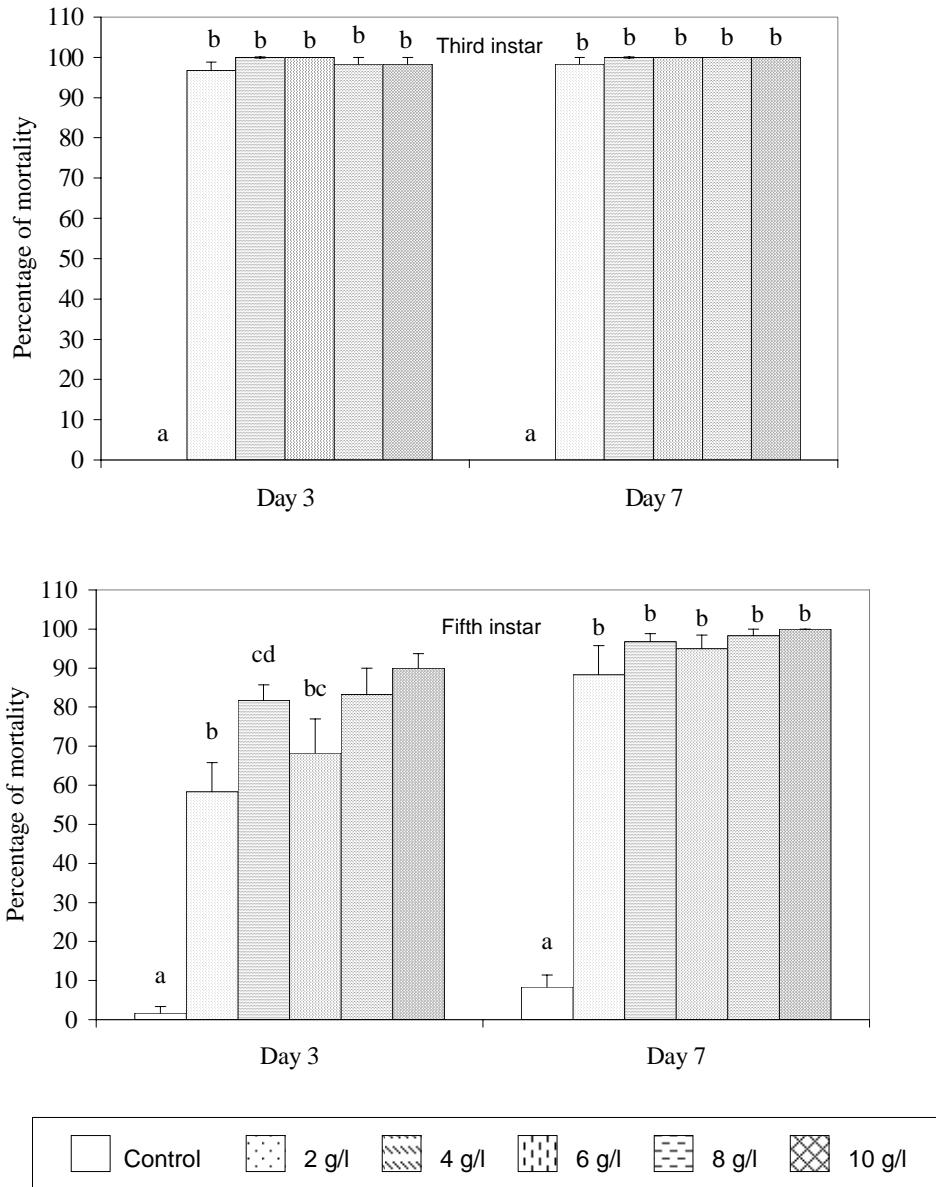 110
b b b b b Third instar b b b b b
100
90
80
70
60
50
40
30
20
10
a a
0
Percentage of mortality
Day 3 Day 7
110
Fifth instar b b b b b
100
90
cd
80
b bc
70
60
50
40
30
20
10
a a
0
Percentage of mortality
Day 3 Day 7
Control 2 g/l 4 g/l 6 g/l 8 g/l 10 g/l